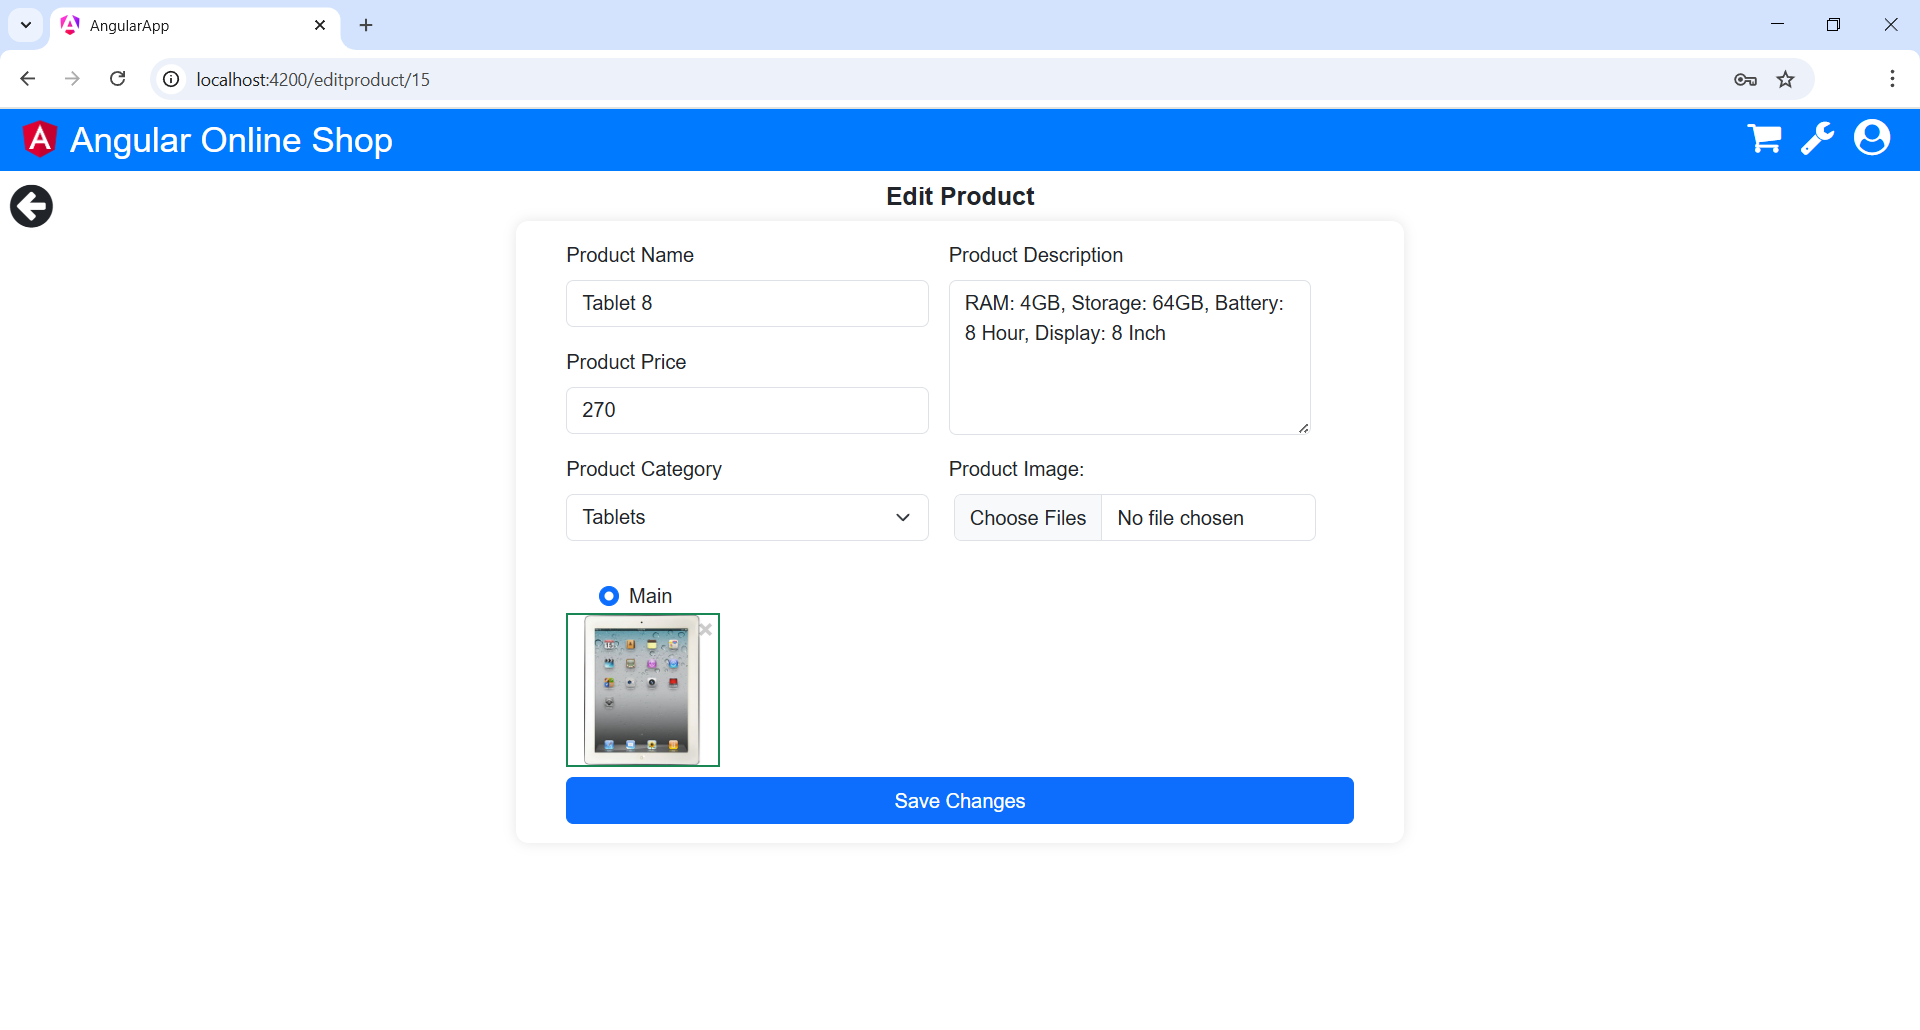 AngularApp
localhost:4200/editproduct/15
Angular Online Shop
Edit Product
Product Name
Tablet 8
Product Price
270
Product Category
Tablets
Product Description
RAM: 4GB, Storage: 64GB, Battery:
8 Hour, Display: 8 Inch
Product Image:
Choose Files
No file chosen
Main
Save Changes